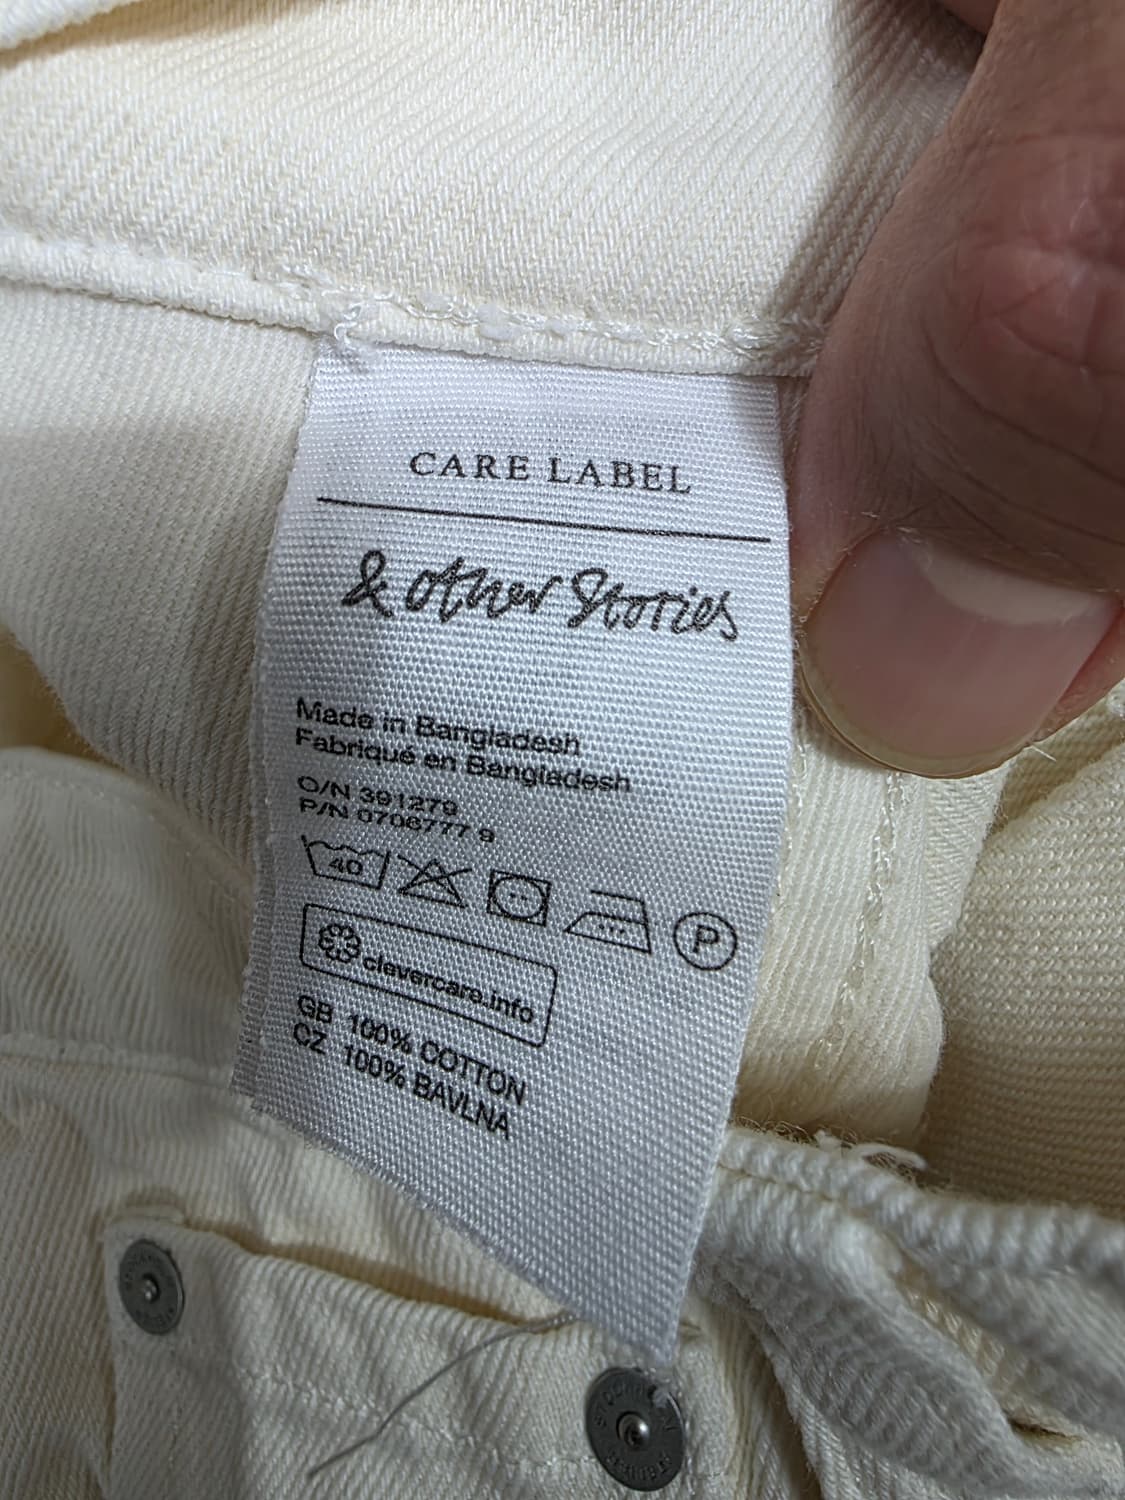 CARE LABEL
& other Stories
Made in Bangladesh
Fabriqué en Bangladesh
O/N 391279
P/N 0706777 9
40
P
clevercare.info
GB 100% COTTON
CZ 100% BAVLNA